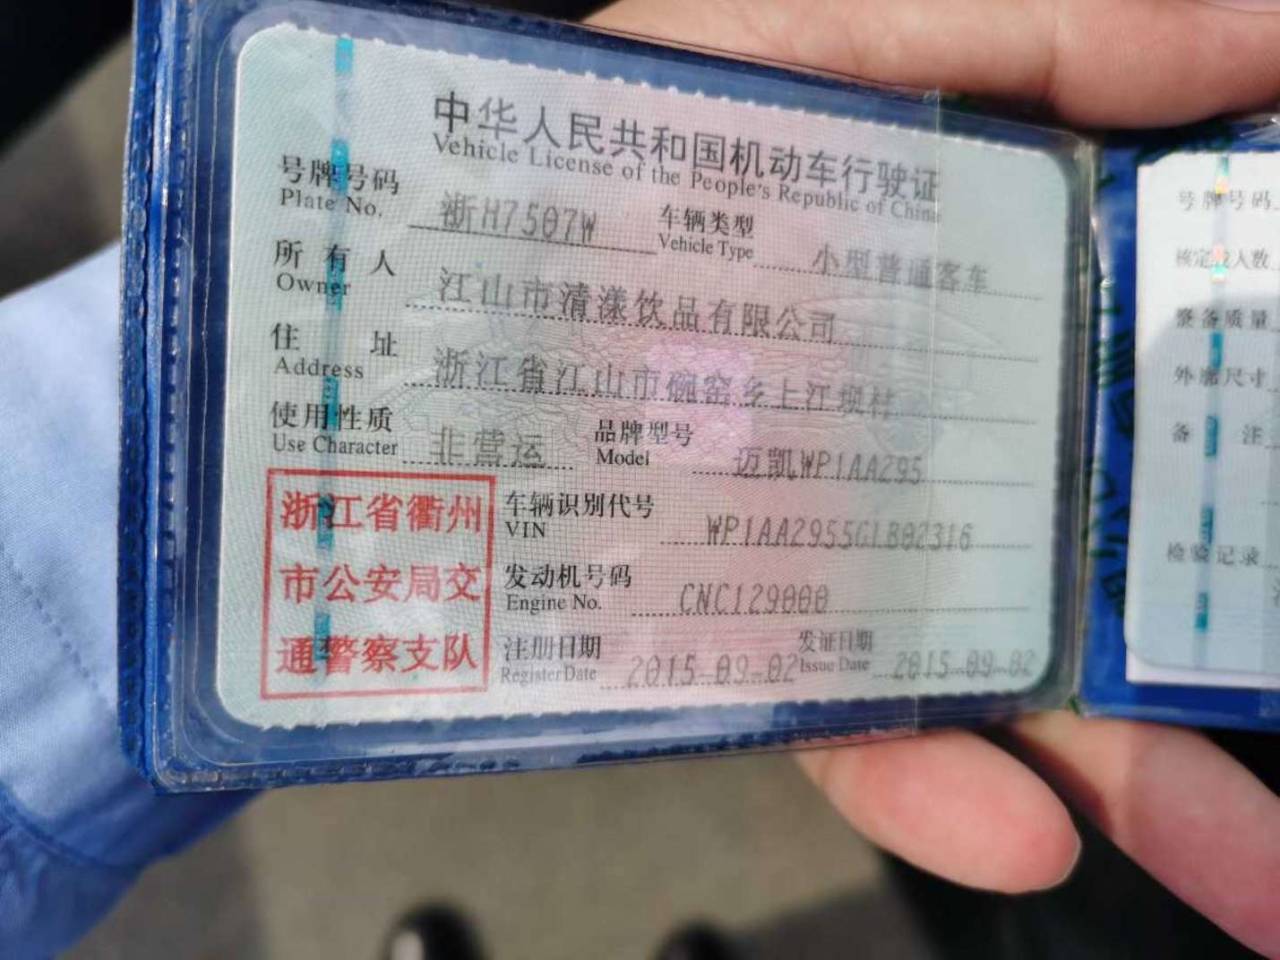 中华人民共和国机动车行驶证
Vehicle License of the People's Republic of China
号牌号码 浙H7507W 车辆类型 小型普通客车
Plate No. Vehicle Type
所有人 江山市清漾饮品有限公司
Owner
住址 浙江省江山市碗窑乡上江坝村
Address
使用性质 非营运 品牌型号 迈凯WP1AA295
Use Character Model
浙江省衢州
市公安局交
通警察支队
车辆识别代号 WP1AA2955GLB02316
VIN
发动机号码 CNC129000
Engine No.
注册日期 2015-09-02 发证日期 2015-09-02
Register Date Issue Date
号牌号码
核定载人数
整备质量
外廓尺寸
备注
检验记录